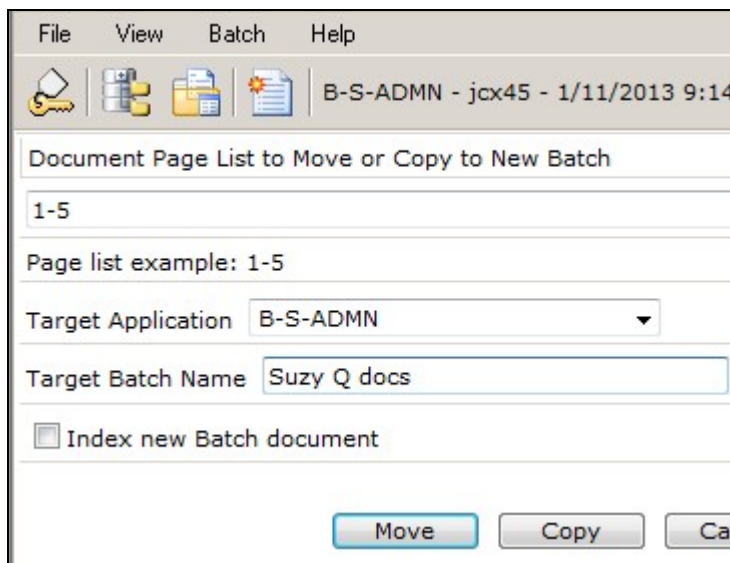 File View Batch Help
B-S-ADMN - jcx45 - 1/11/2013 9:14
Document Page List to Move or Copy to New Batch
1-5
Page list example: 1-5
Target Application B-S-ADMN
Target Batch Name Suzy Q docs
Index new Batch document
Move Copy Ca